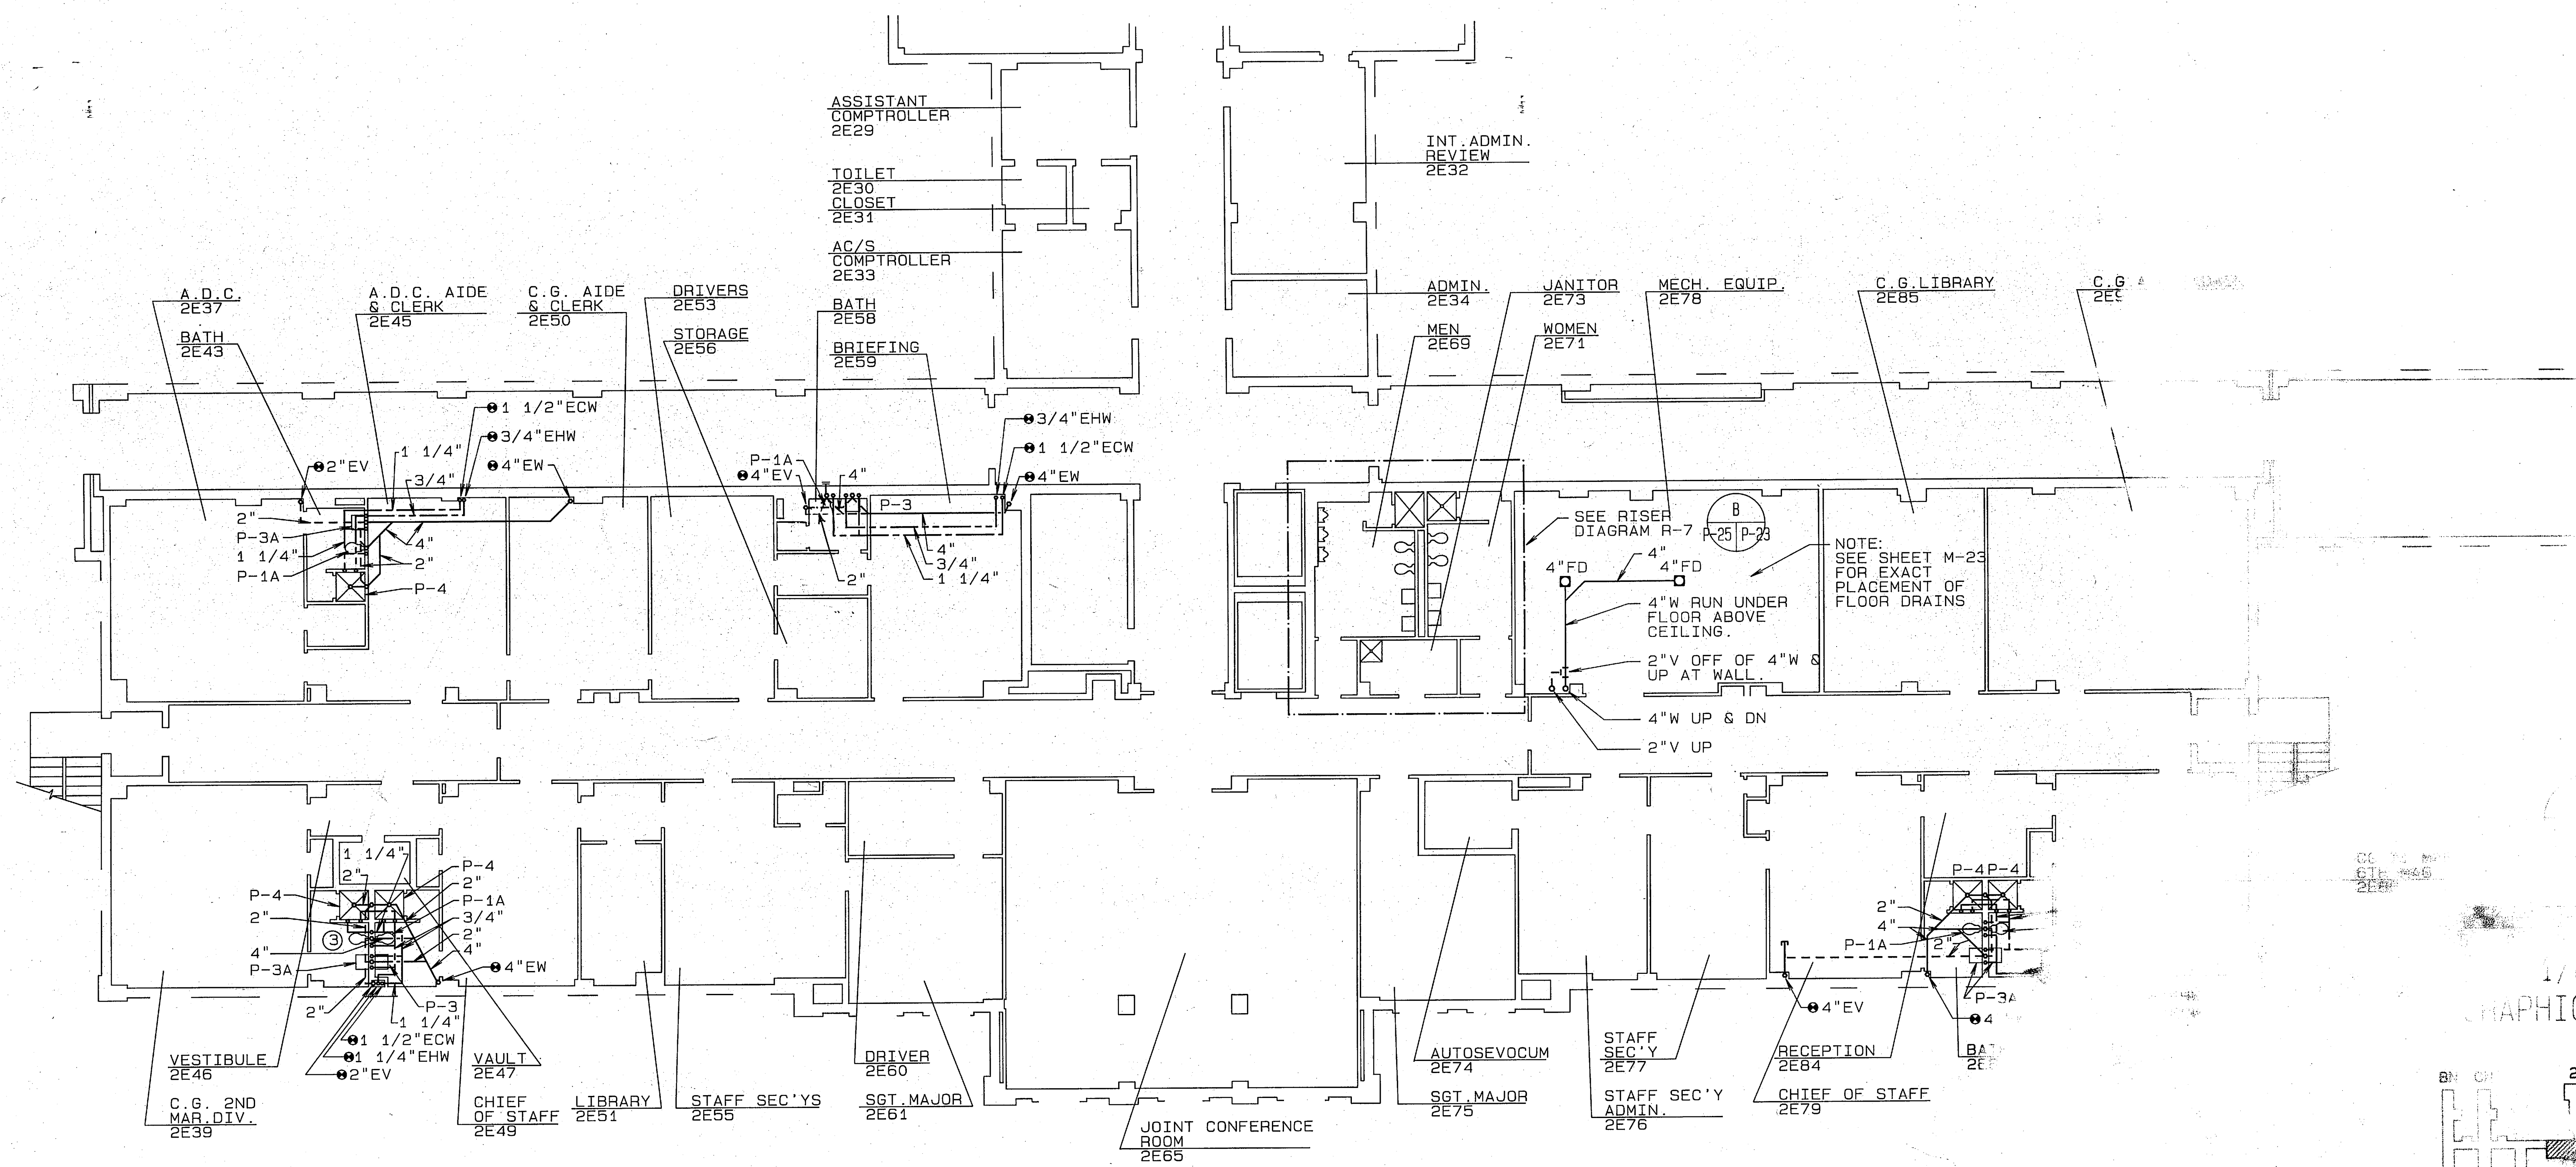 ASSISTANT
COMPTROLLER
2E29
TOILET
2E30
CLOSET
2E31
AC/S
COMPTROLLER
2E33
INT.ADMIN.
REVIEW
2E32
A.D.C.
2E37
BATH
2E43
A.D.C. AIDE
& CLERK
2E45
C.G. AIDE
& CLERK
2E50
DRIVERS
2E53
STORAGE
2E56
BATH
2E58
BRIEFING
2E59
ADMIN.
2E34
MEN
2E69
JANITOR
2E73
WOMEN
2E71
MECH. EQUIP.
2E78
C.G.LIBRARY
2E85
C.G
1 1/2"ECW
3/4"EHW
2"EV
1 1/4"
3/4"
4"EW
2"
P-3A
1 1/4"
P-1A
4"
2"
P-4
P-1A
4"EV
4"
P-3
3/4"EHW
1 1/2"ECW
4"EW
4"
3/4"
1 1/4"
2"
SEE RISER
DIAGRAM R-7
B
P-25 P-23
NOTE:
SEE SHEET M-23
FOR EXACT
PLACEMENT OF
FLOOR DRAINS
4"
4"FD
4"FD
4"W RUN UNDER
FLOOR ABOVE
CEILING.
2"V OFF OF 4"W &
UP AT WALL.
4"W UP & DN
2"V UP
1 1/4"
2"
P-4
2"
3
4"
P-3A
2"
P-4
2"
P-1A
3/4"
2"
4"
4"EW
P-3
1 1/4"
1 1/2"ECW
1 1/4"EHW
2"EV
P-4 P-4
2"
4"
P-1A
2"
P-3A
4"EV
4
VESTIBULE
2E46
C.G. 2ND
MAR.DIV.
2E39
VAULT
2E47
CHIEF
OF STAFF
2E49
LIBRARY
2E51
STAFF SEC'YS
2E55
DRIVER
2E60
SGT.MAJOR
2E61
JOINT CONFERENCE
ROOM
2E65
AUTOSEVOCUM
2E74
SGT.MAJOR
2E75
STAFF
SEC'Y
2E77
STAFF SEC'Y
ADMIN.
2E76
RECEPTION
2E84
CHIEF OF STAFF
2E79
1/
BN